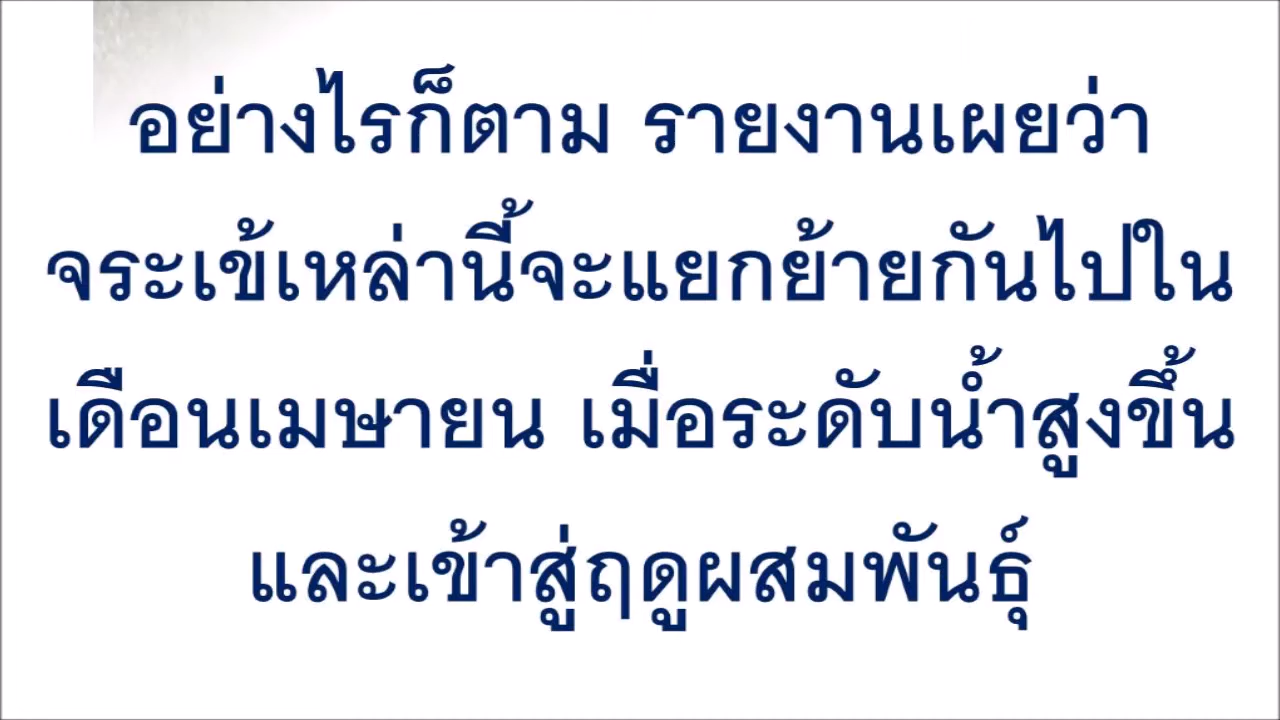 อย่างไรก็ตาม รายงานเผยว่า
จระเข้เหล่านี้จะแยกย้ายกันไปใน
เดือนเมษายน เมื่อระดับน้ำสูงขึ้น
และเข้าสู่ฤดูผสมพันธุ์